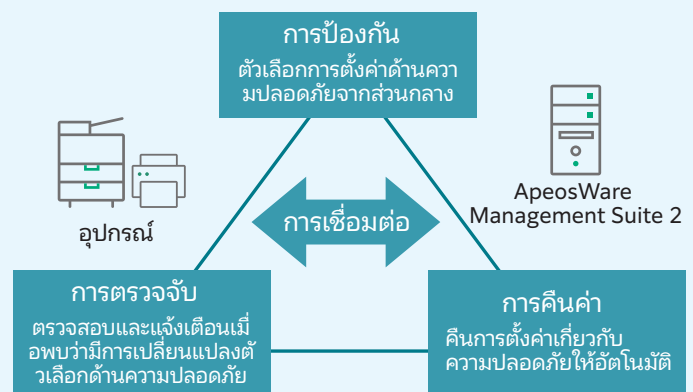 การป้องกัน
ตัวเลือกการตั้งค่าด้านควา
มปลอดภัยจากส่วนกลาง
อุปกรณ์
การเชื่อมต่อ
ApeosWare
Management Suite 2
การตรวจจับ
ตรวจสอบและแจ้งเตือนเมื่
อพบว่ามีการเปลี่ยนแปลงตั
วเลือกด้านความปลอดภัย
การคืนค่า
คืนการตั้งค่าเกี่ยวกับ
ความปลอดภัยให้อัตโนมัติ